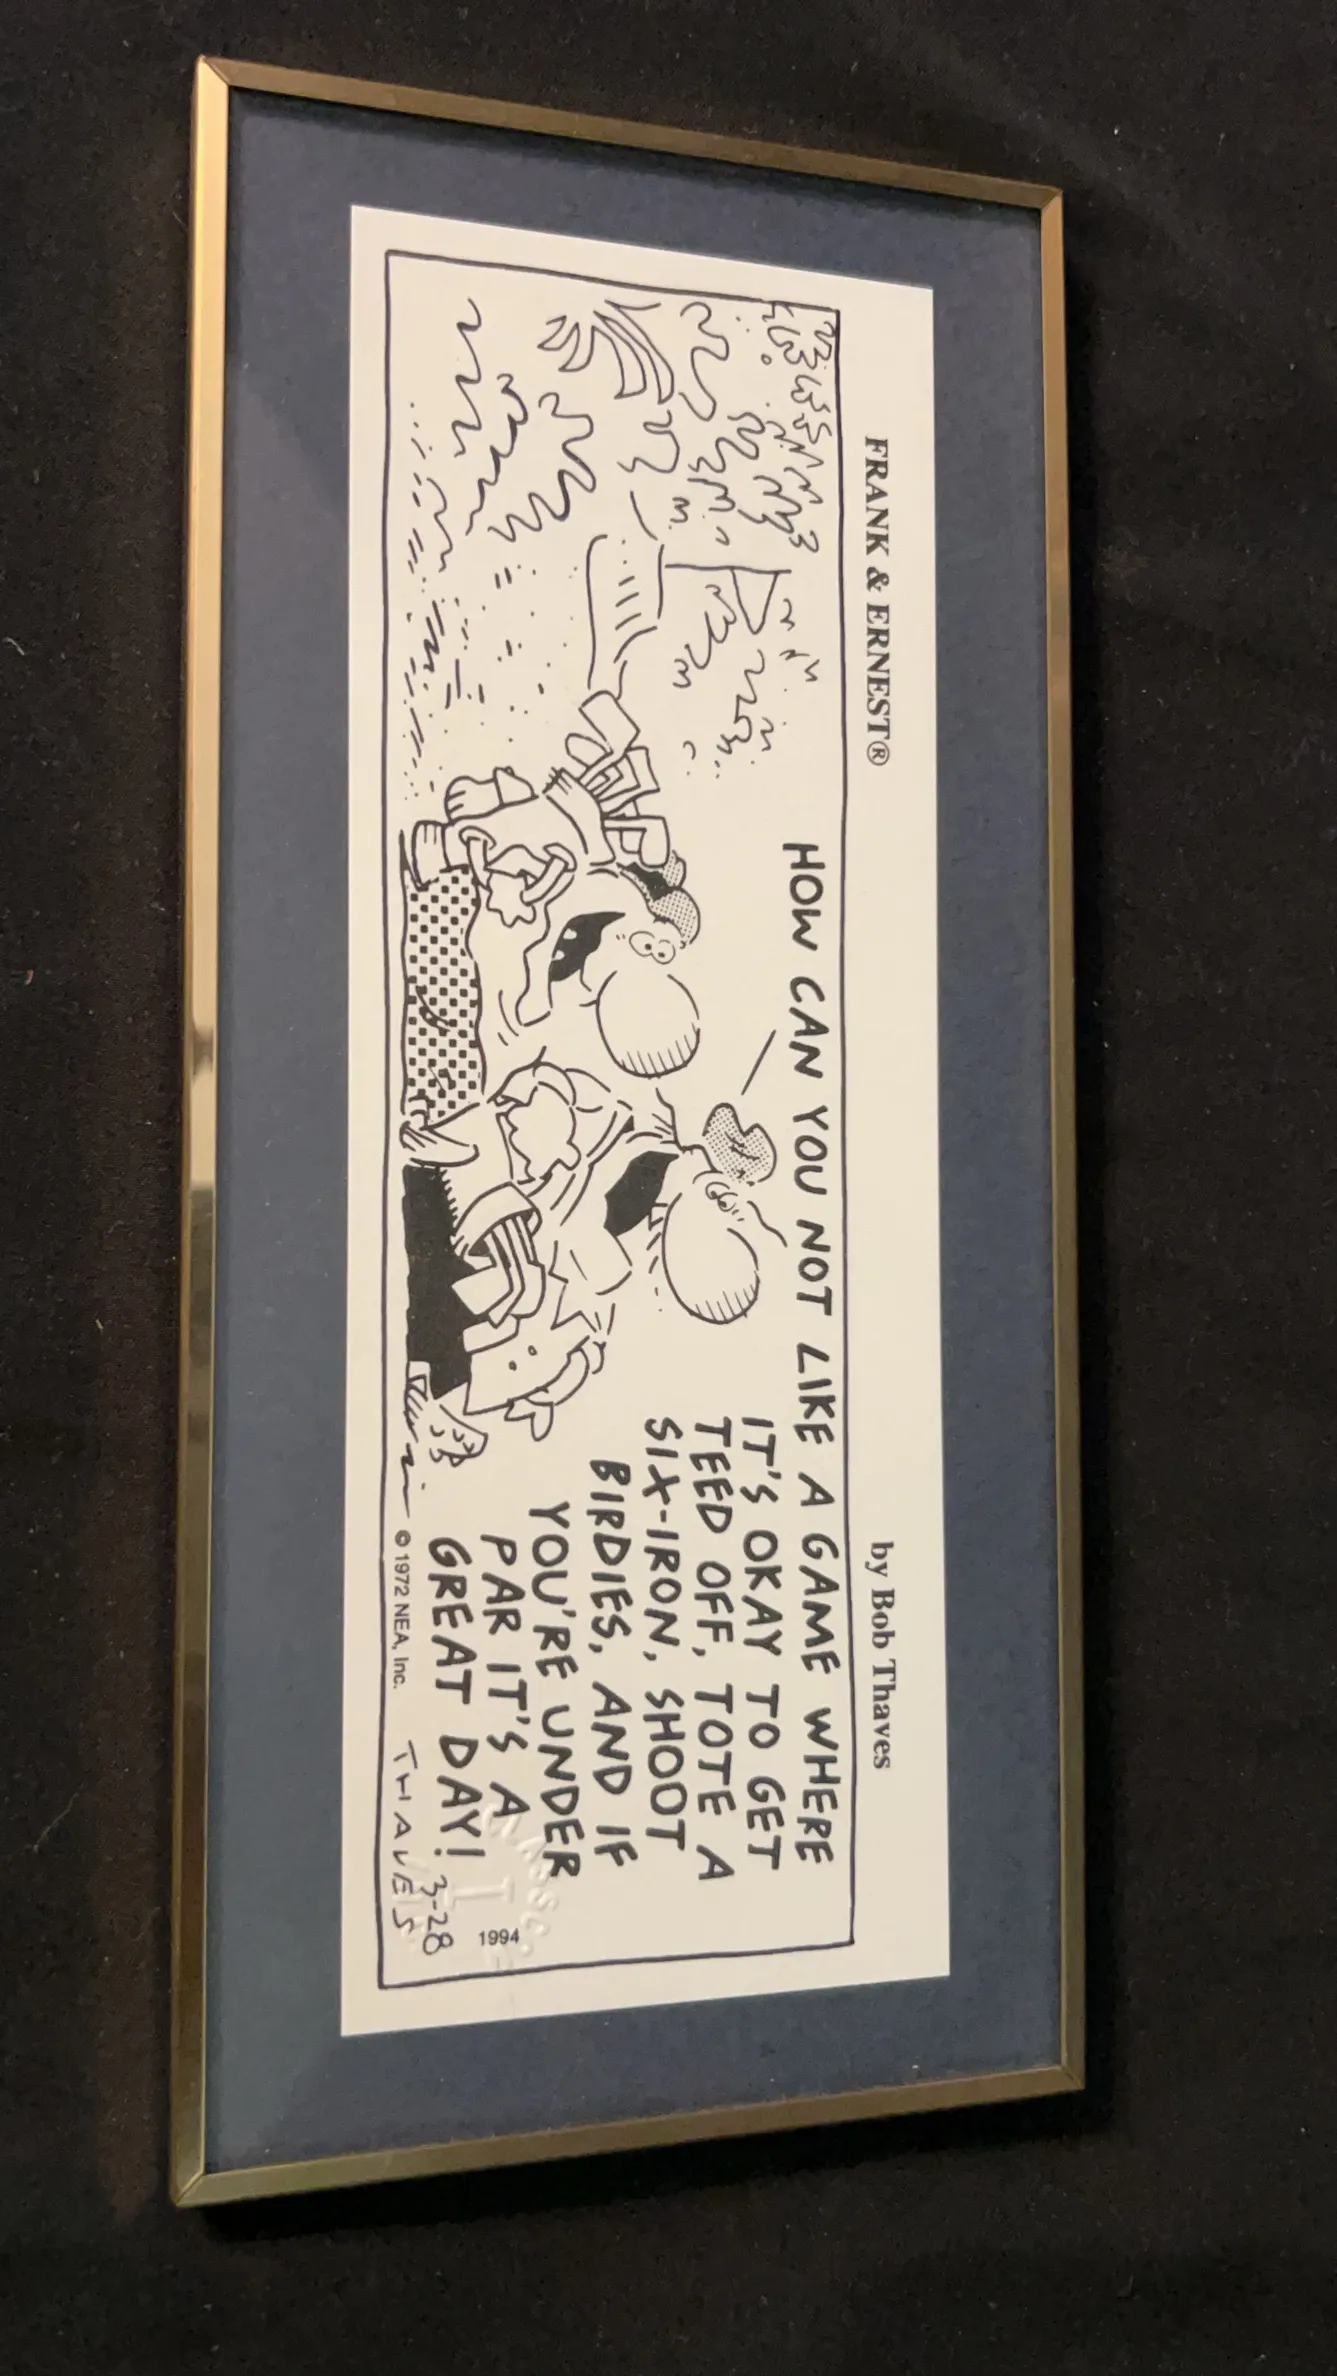 FRANK & ERNEST® by Bob Thaves
HOW CAN YOU NOT LIKE A GAME WHERE
IT'S OKAY TO GET
TEED OFF, TOTE A
SIX-IRON, SHOOT
BIRDIES, AND IF
YOU'RE UNDER
PAR IT'S A
GREAT DAY!
1994
3-28
© 1972 NEA, Inc. THAVES